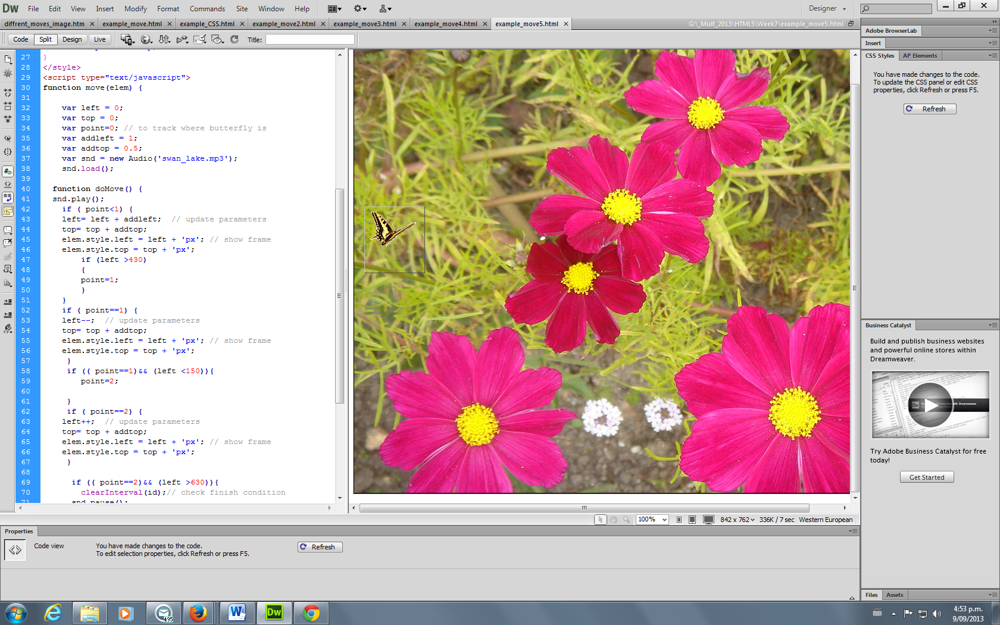 Dw File Edit View Insert Modify Format Commands Site Window Help Designer
diffrent_moves_image.htm example_move.html example_CSS.html example_move2.html example_move3.html example_move4.html example_move5.html G:\_Mult_2013\HTML5\Week7\example_move5.html
Code Split Design Live Title:
27 }
28 </style>
29 <script type="text/javascript">
30 function move(elem) {
31
32 var left = 0;
33 var top = 0;
34 var point=0; // to track where butterfly is
35 var addleft = 1;
36 var addtop = 0.5;
37 var snd = new Audio('swan_lake.mp3');
38 snd.load();
39
40 function doMove() {
41 snd.play();
42 if ( point<1) {
43 left= left + addleft; // update parameters
44 top= top + addtop;
45 elem.style.left = left + 'px'; // show frame
46 elem.style.top = top + 'px';
47 if (left >430)
48 {
49 point=1;
50 }
51 }
52 if ( point==1) {
53 left--; // update parameters
54 top= top + addtop;
55 elem.style.left = left + 'px'; // show frame
56 elem.style.top = top + 'px';
57 }
58 if (( point==1)&& (left <150)){
59 point=2;
60
61 }
62 if ( point==2) {
63 left++; // update parameters
64 top= top + addtop;
65 elem.style.left = left + 'px'; // show frame
66 elem.style.top = top + 'px';
67 }
68
69 if (( point==2)&& (left >630)){
70 clearInterval(id);// check finish condition
71 snd.pause();
100% 842 x 762 336K / 7 sec Western European
Adobe BrowserLab
Insert
CSS Styles AP Elements
You have made changes to the code.
To update the CSS panel or edit CSS
properties, click Refresh or press F5.
Refresh
Business Catalyst
Build and publish business websites
and powerful online stores within
Dreamweaver.
Try Adobe Business Catalyst for free
today!
Get Started
Files Assets
Properties
Code view
You have made changes to the code.
To edit selection properties, click Refresh or press F5.
Refresh
495
Dw
4:53 p.m.
9/09/2013